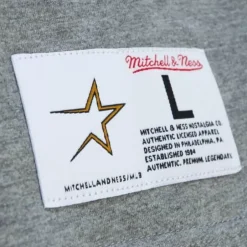 Mitchell & Ness
L
MITCHELL & NESS NOSTALGIA CO.
AUTHENTIC LICENSED APPAREL
DESIGNED IN PHILADELPHIA, PA
ESTABLISHED 1904
AUTHENTIC. PREMIUM. LEGENDARY.
MITCHELLANDNESS/MLB